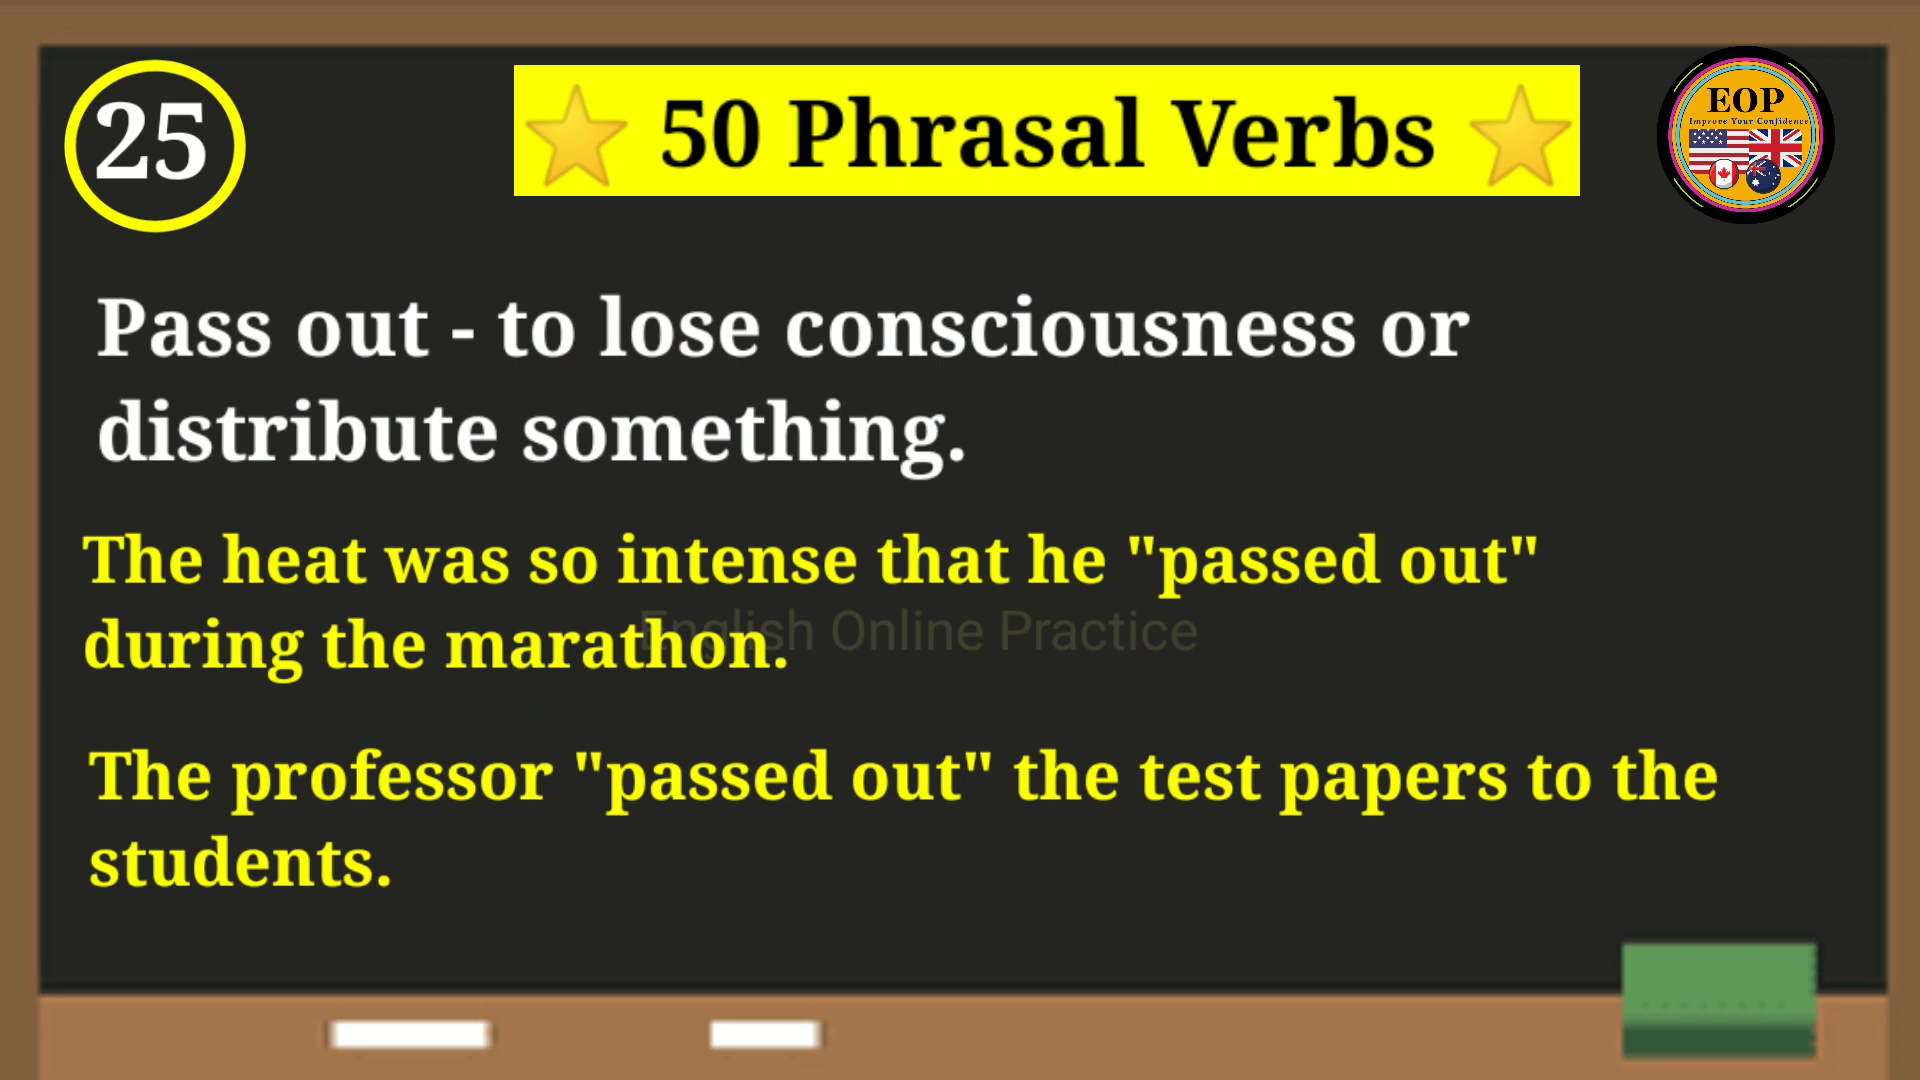 25
50 Phrasal Verbs
EOP
Improve Your Confidence
Pass out - to lose consciousness or
distribute something.
The heat was so intense that he "passed out"
during the marathon.
English Online Practice
The professor "passed out" the test papers to the
students.